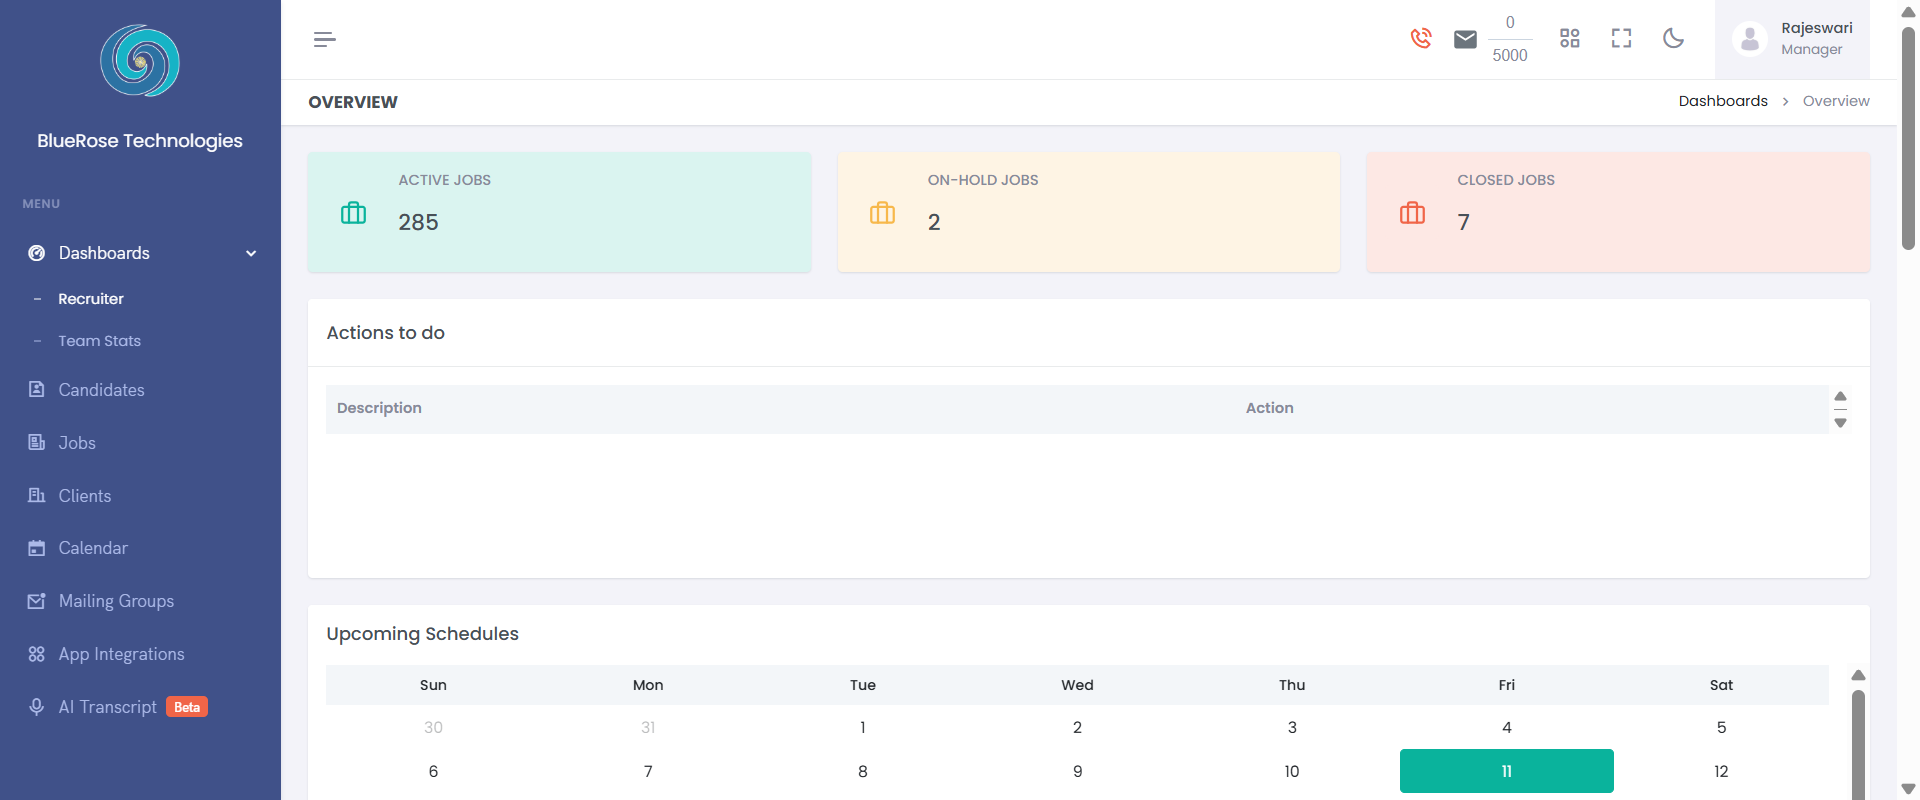 BlueRose Technologies
MENU
Dashboards
Recruiter
Team Stats
Candidates
Jobs
Clients
Calendar
Mailing Groups
App Integrations
AI Transcript Beta
0
5000
Rajeswari
Manager
OVERVIEW
Dashboards > Overview
ACTIVE JOBS
285
ON-HOLD JOBS
2
CLOSED JOBS
7
Actions to do
Description Action
Upcoming Schedules
Sun Mon Tue Wed Thu Fri Sat
30 31 1 2 3 4 5
6 7 8 9 10 11 12